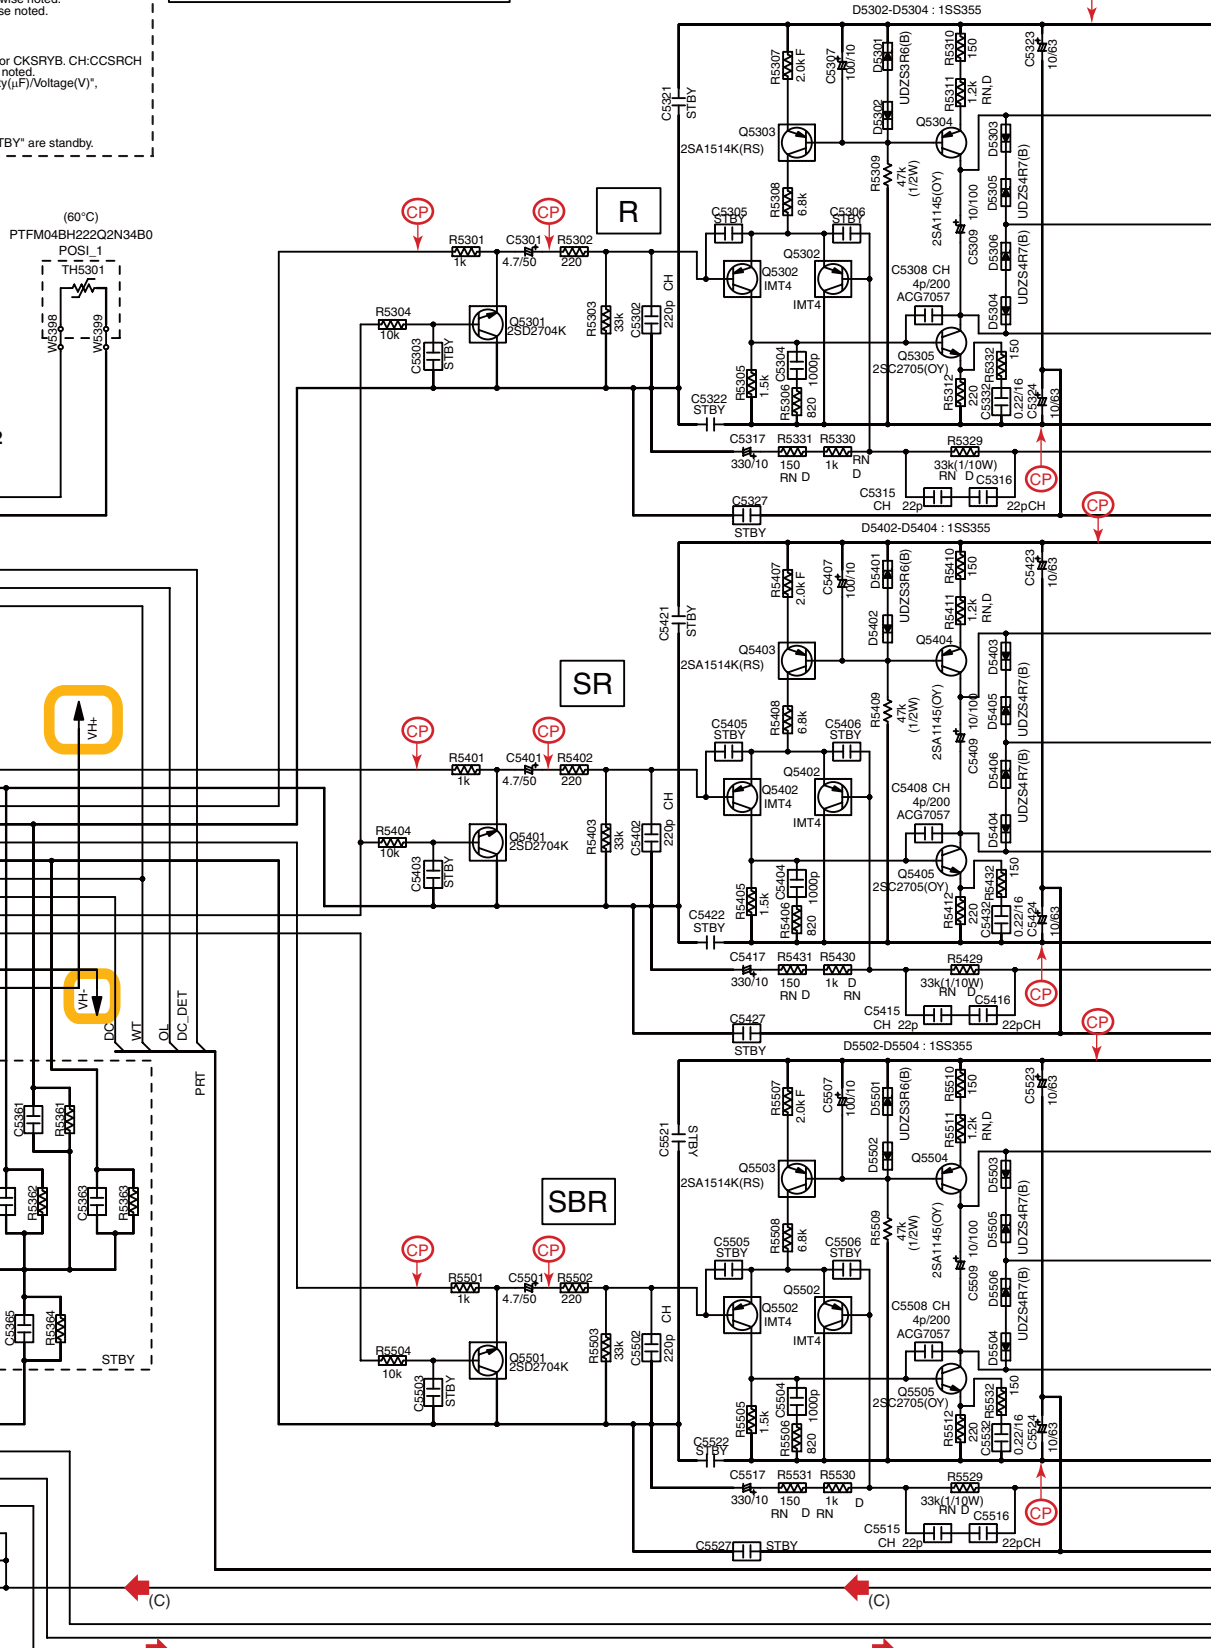 wise noted.
se noted.
or CKSRYB. CH:CCSRCH
noted.
y(µF)/Voltage(V)",
TBY" are standby.
(60°C)
PTFM04BH222Q2N34B0
POSI_1
TH5301
W5398
W5399
D5302-D5304 : 1SS355
R5307
2.0k F
C5307
100/10
D5301
UDZS3R6(B)
R5310
150
C5323
10/63
C5321
STBY
D5302
R5311
1.2k
RN,D
Q5303
2SA1514K(RS)
Q5304
D5303
R5309
47k
(1/2W)
2SA1145(OY)
D5305
UDZS4R7(B)
R5308
6.8k
R
CP
CP
C5305
STBY
C5306
STBY
C5309 10/100
D5306
UDZS4R7(B)
R5301
1k
C5301
4.7/50
R5302
220
Q5302
IMT4
Q5302
IMT4
C5308 CH
4p/200
ACG7057
D5304
R5304
10k
Q5301
2SD2704K
R5303
33k
C5302
220p
CH
C5303
STBY
Q5305
2SC2705(OY)
R5305
1.5k
C5304
1000p
R5306
820
R5312
220
R5332
150
C5332
0.22/16
C5324
10/63
C5322
STBY
C5317
330/10
R5331
150
RN D
R5330
1k
RN
D
R5329
33k(1/10W)
RN D
C5315
CH 22p
C5316
22pCH
CP
C5327
STBY
CP
D5402-D5404 : 1SS355
R5407
2.0k F
C5407
100/10
D5401
UDZS3R6(B)
R5410
150
C5423
10/63
C5421
STBY
D5402
R5411
1.2k
RN,D
Q5403
2SA1514K(RS)
Q5404
D5403
R5409
47k
(1/2W)
2SA1145(OY)
D5405
UDZS4R7(B)
R5408
6.8k
SR
VH+
CP
CP
C5405
STBY
C5406
STBY
C5409 10/100
D5406
UDZS4R7(B)
R5401
1k
C5401
4.7/50
R5402
220
Q5402
IMT4
Q5402
IMT4
C5408 CH
4p/200
ACG7057
D5404
R5404
10k
Q5401
2SD2704K
R5403
33k
C5402
220p
CH
C5403
STBY
Q5405
2SC2705(OY)
R5405
1.5k
C5404
1000p
R5406
820
R5412
220
R5432
150
C5432
0.22/16
C5424
10/63
C5422
STBY
C5417
330/10
R5431
150
RN D
R5430
1k D
RN
R5429
33k(1/10W)
RN D
C5415
CH 22p
C5416
22pCH
CP
C5427
STBY
CP
VH-
DC
WT
OL
DC_DET
PRT
D5502-D5504 : 1SS355
R5507
2.0k F
C5507
100/10
D5501
UDZS3R6(B)
R5510
150
C5523
10/63
C5521
STBY
D5502
R5511
1.2k
RN,D
C5361
R5361
R5362
C5363
R5363
C5365
R5364
STBY
Q5503
2SA1514K(RS)
Q5504
D5503
R5509
47k
(1/2W)
2SA1145(OY)
D5505
UDZS4R7(B)
R5508
6.8k
SBR
CP
CP
C5505
STBY
C5506
STBY
C5509 10/100
D5506
UDZS4R7(B)
R5501
1k
C5501
4.7/50
R5502
220
Q5502
IMT4
Q5502
IMT4
C5508 CH
4p/200
ACG7057
D5504
R5504
10k
Q5501
2SD2704K
R5503
33k
C5502
220p
CH
C5503
STBY
Q5505
2SC2705(OY)
R5505
1.5k
C5504
1000p
R5506
820
R5512
220
R5532
150
C5532
0.22/16
C5524
10/63
C5522
STBY
C5517
330/10
R5531
150
RN D
R5530
1k
RN
D
R5529
33k(1/10W)
RN D
C5515
CH 22p
C5516
22pCH
CP
C5527
STBY
(C)
(C)